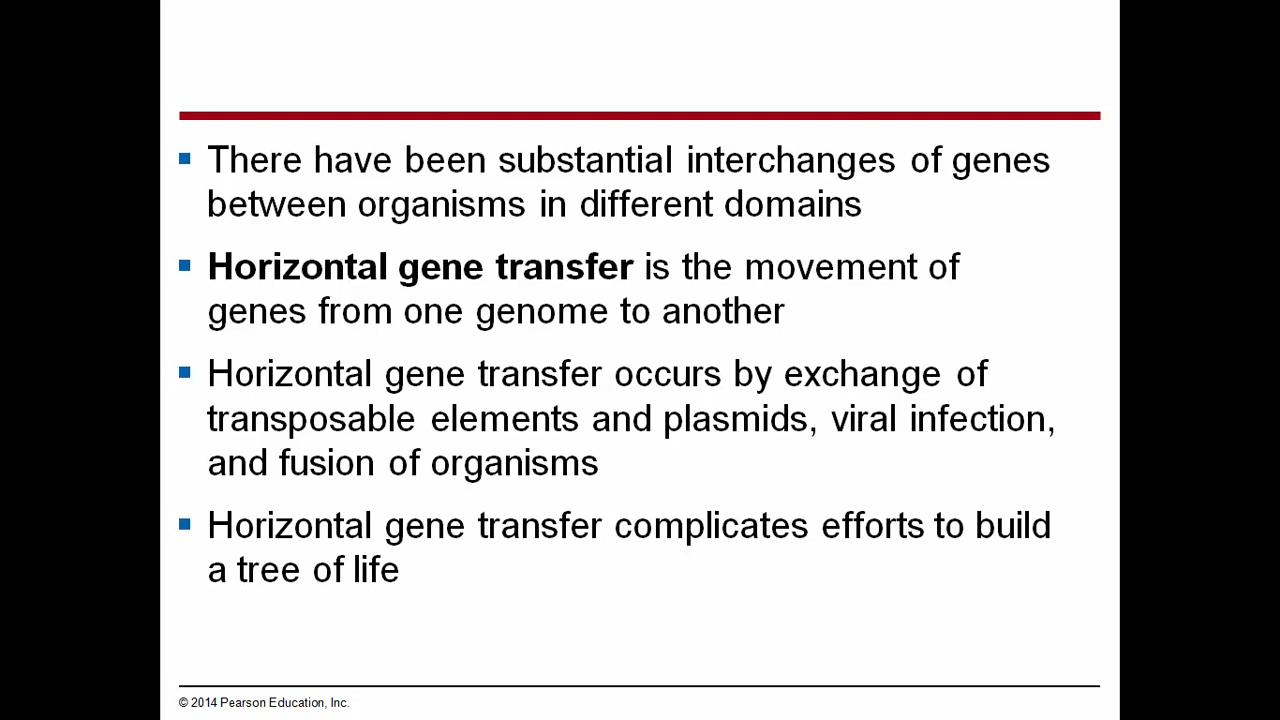 There have been substantial interchanges of genes
between organisms in different domains
Horizontal gene transfer is the movement of
genes from one genome to another
Horizontal gene transfer occurs by exchange of
transposable elements and plasmids, viral infection,
and fusion of organisms
Horizontal gene transfer complicates efforts to build
a tree of life
© 2014 Pearson Education, Inc.